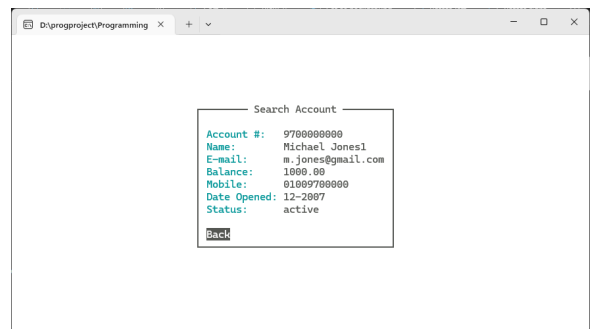 D:\progproject\Programming
Search Account
Account #: 9700000000
Name: Michael Jones1
E-mail: m.jones@gmail.com
Balance: 1000.00
Mobile: 01009700000
Date Opened: 12-2007
Status: active
Back